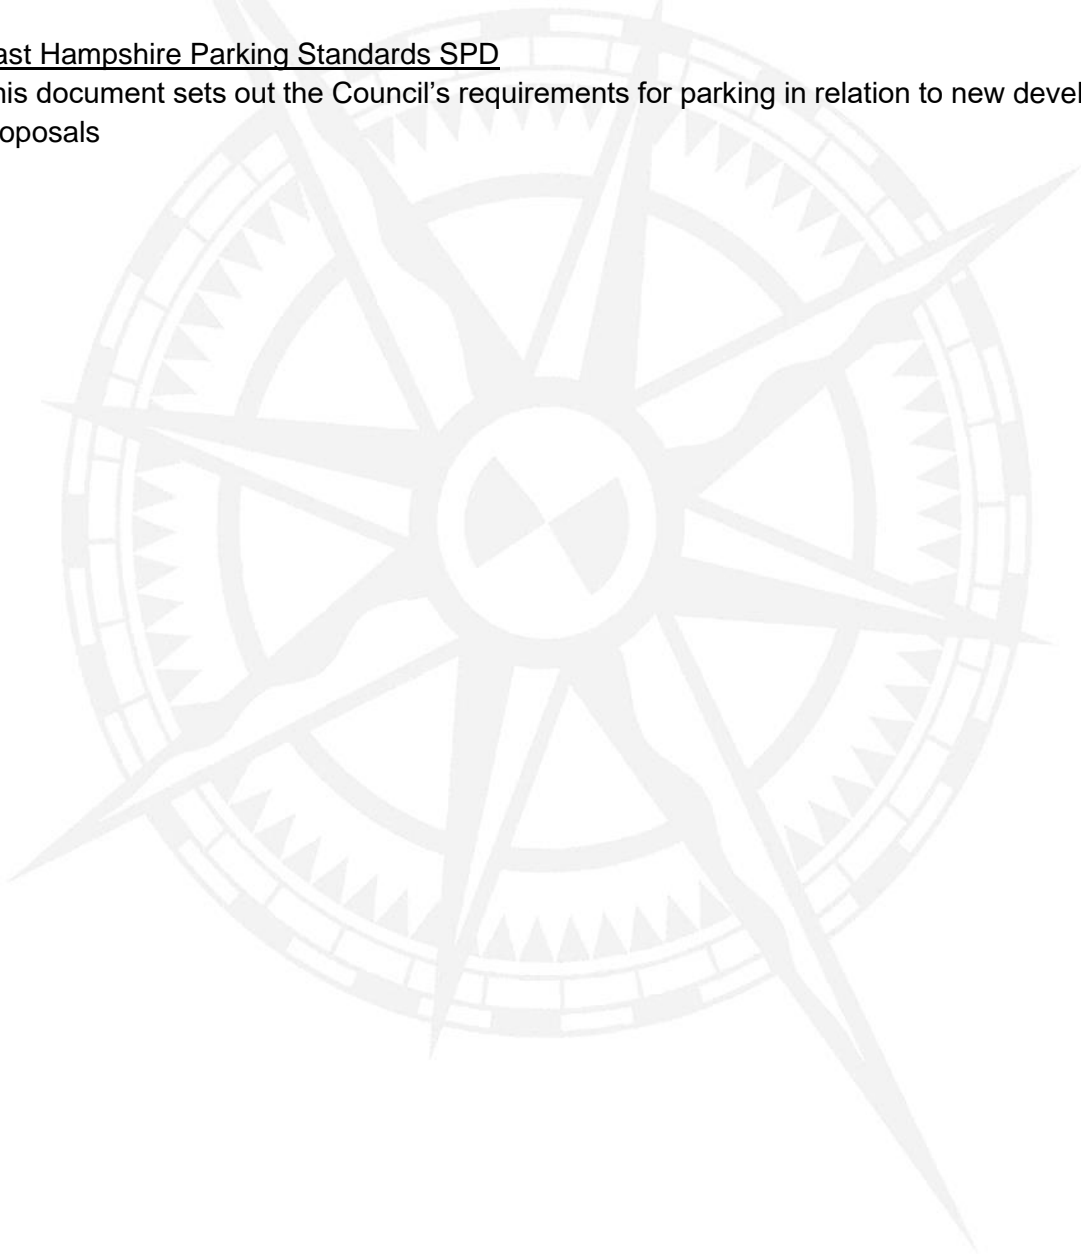 ast Hampshire Parking Standards SPD
his document sets out the Council's requirements for parking in relation to new devel
oposals